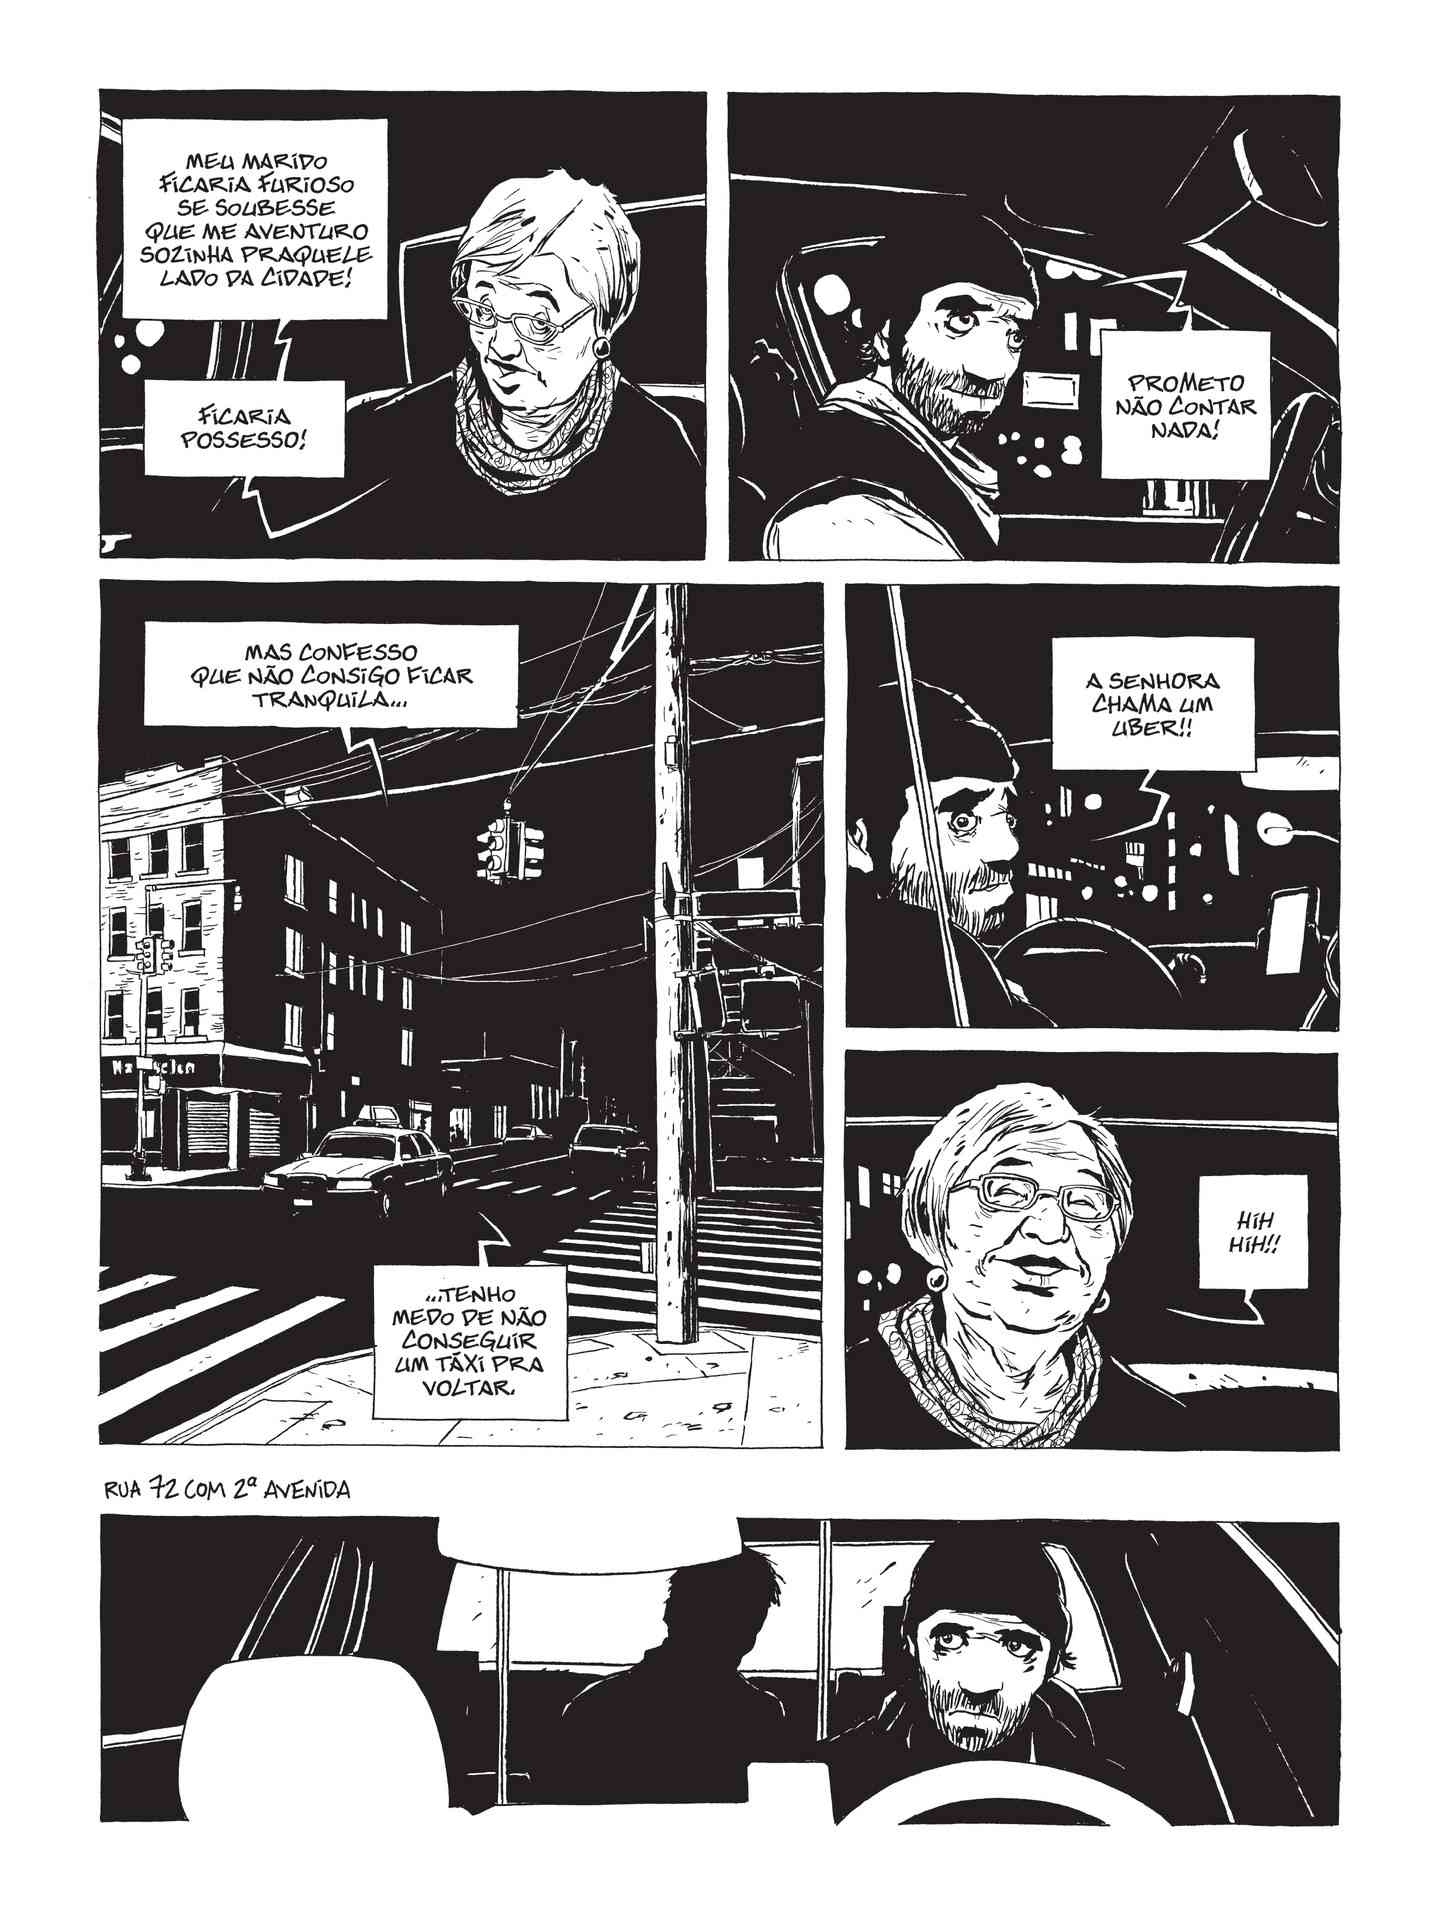 MEU MARIDO
FICARIA FURIOSO
SE SOUBESSE
QUE ME AVENTURO
SOZINHA PRAQUELE
LADO DA CIDADE!
FICARIA
POSSESSO!
PROMETO
NÃO CONTAR
NADA!
MAS CONFESSO
QUE NÃO CONSIGO FICAR
TRANQUILA...
...TENHO
MEDO DE NÃO
CONSEGUIR
UM TÁXI PRA
VOLTAR.
A SENHORA
CHAMA UM
UBER!!
HIH
HIH!!
RUA 72 COM 2ª AVENIDA